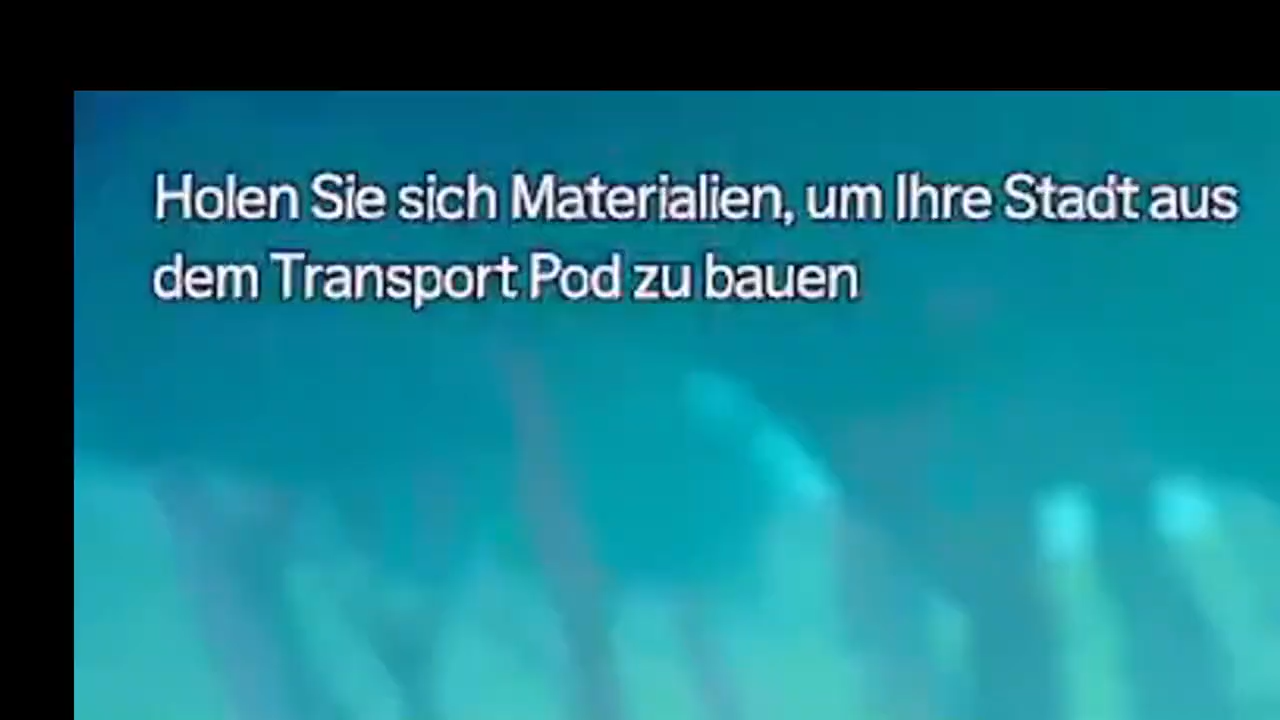 Holen Sie sich Materialien, um Ihre Stadt aus
dem Transport Pod zu bauen